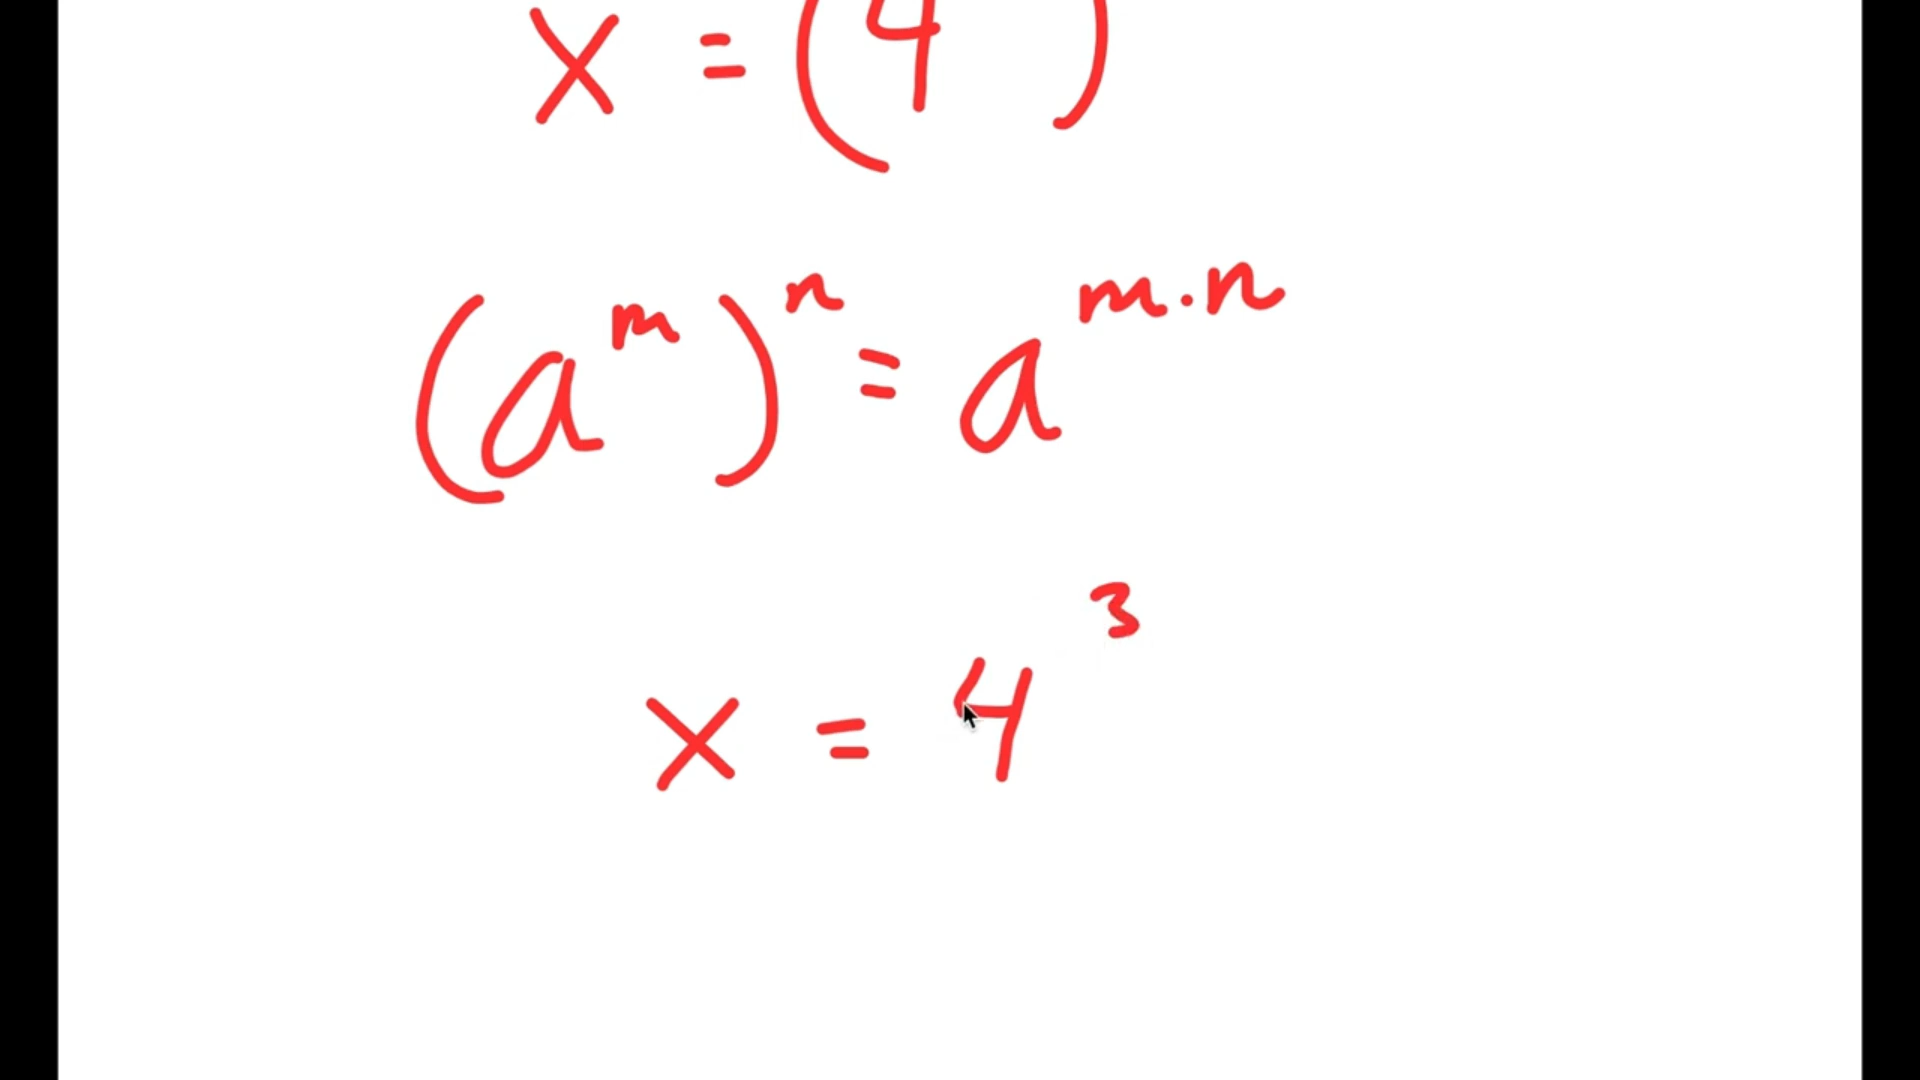 x = (4 )
(a^m)^n = a^{m·n}
x = 4^3